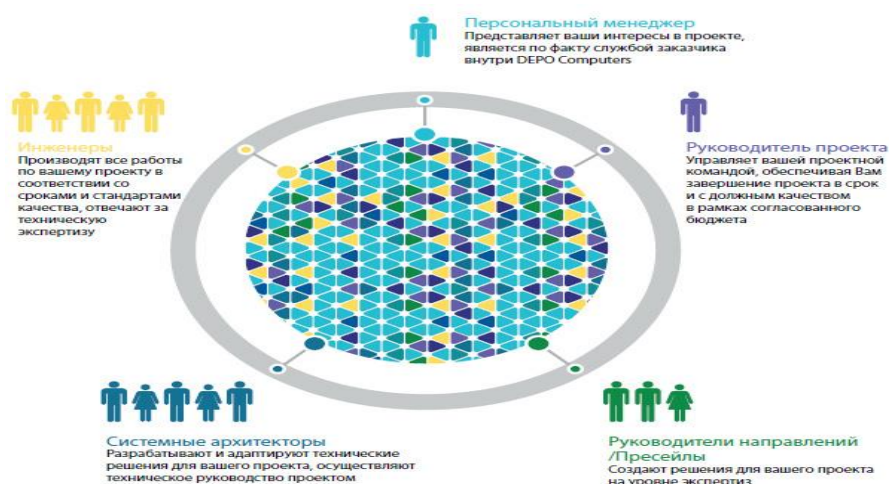 Персональный менеджер
Представляет ваши интересы в проекте,
является по факту службой заказчика
внутри DEPO Computers
Инженеры
Производят все работы
по вашему проекту в
соответствии со
сроками и стандартами
качества, отвечают за
техническую
экспертизу
Руководитель проекта
Управляет вашей проектной
командой, обеспечивая Вам
завершение проекта в срок
и с должным качеством
в рамках согласованного
бюджета
Системные архитекторы
Разрабатывают и адаптируют технические
решения для вашего проекта, осуществляют
техническое руководство проектом
Руководители направлений
/Пресейлы
Создают решения для вашего проекта
на уровне экспертиз